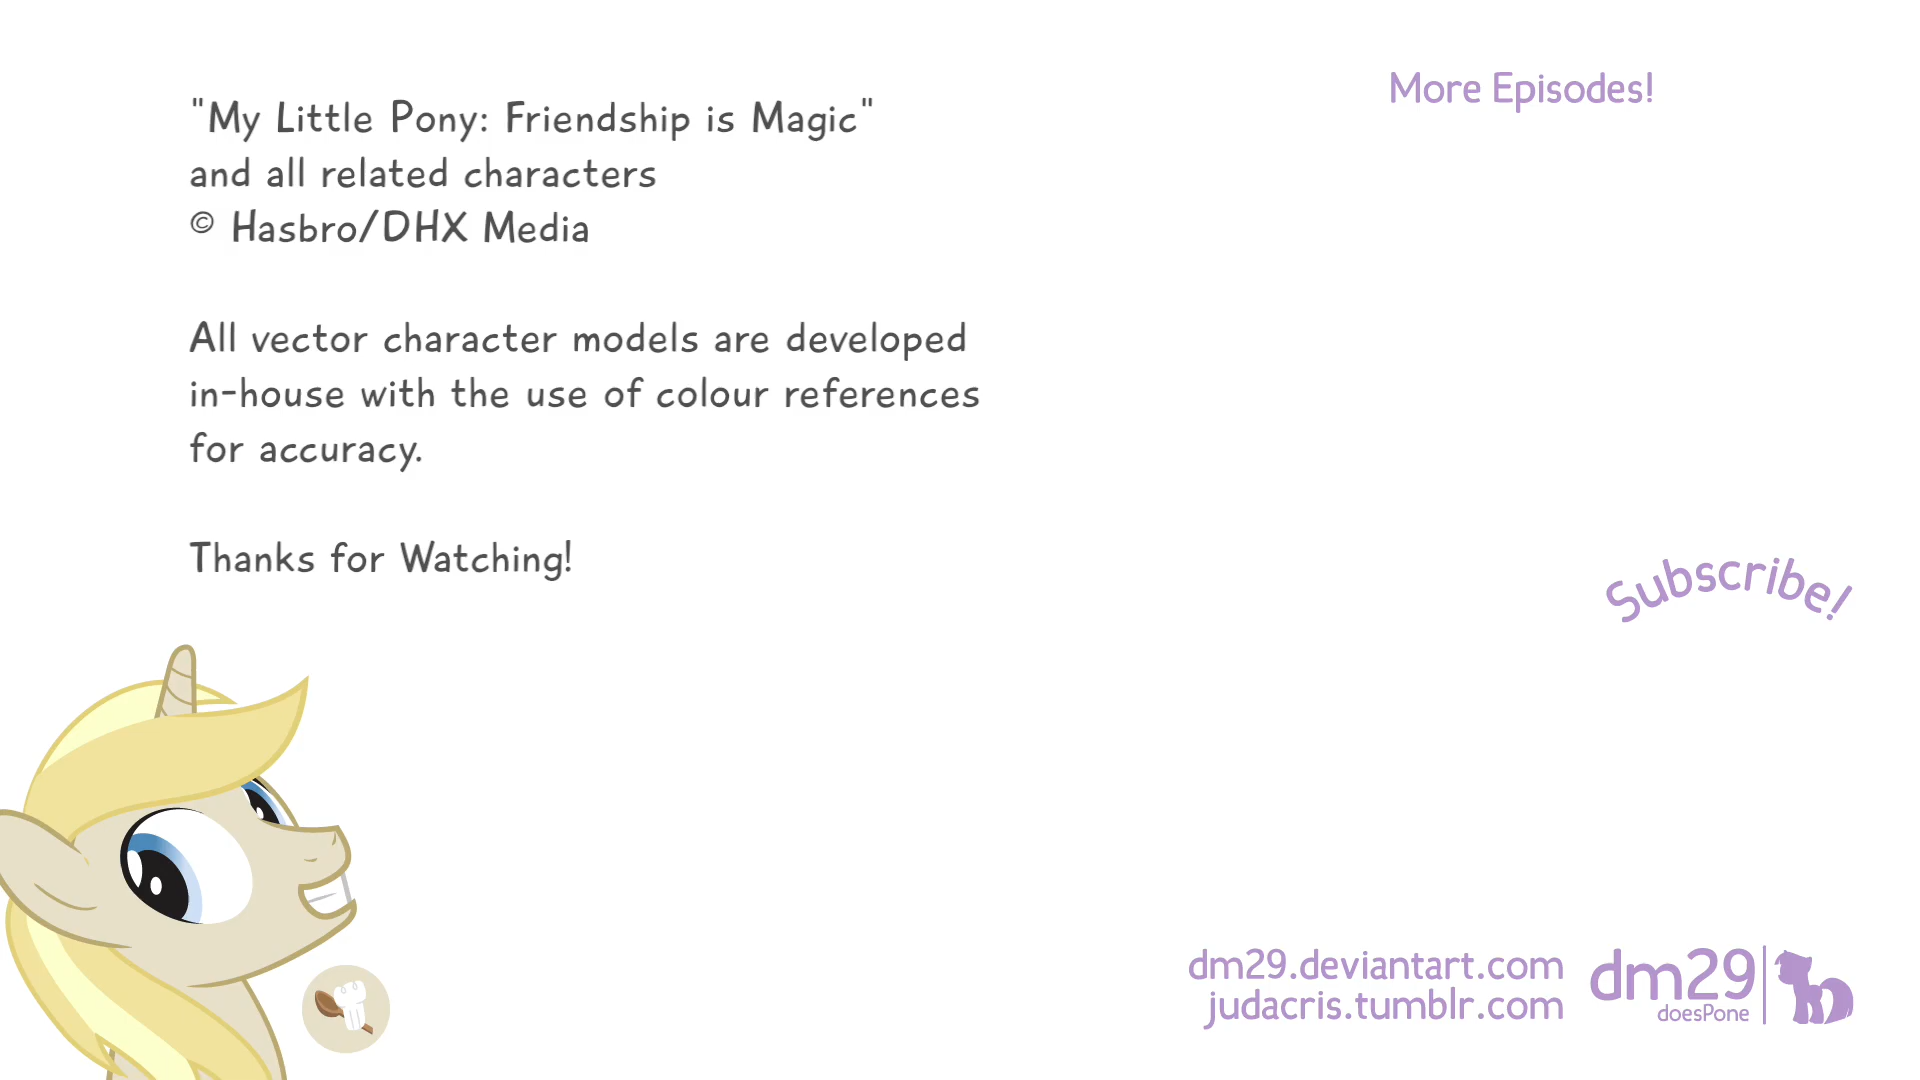 "My Little Pony: Friendship is Magic"
and all related characters
© Hasbro/DHX Media
All vector character models are developed
in-house with the use of colour references
for accuracy.
Thanks for Watching!
More Episodes!
Subscribe!
dm29.deviantart.com
judacris.tumblr.com
dm29
doesPone